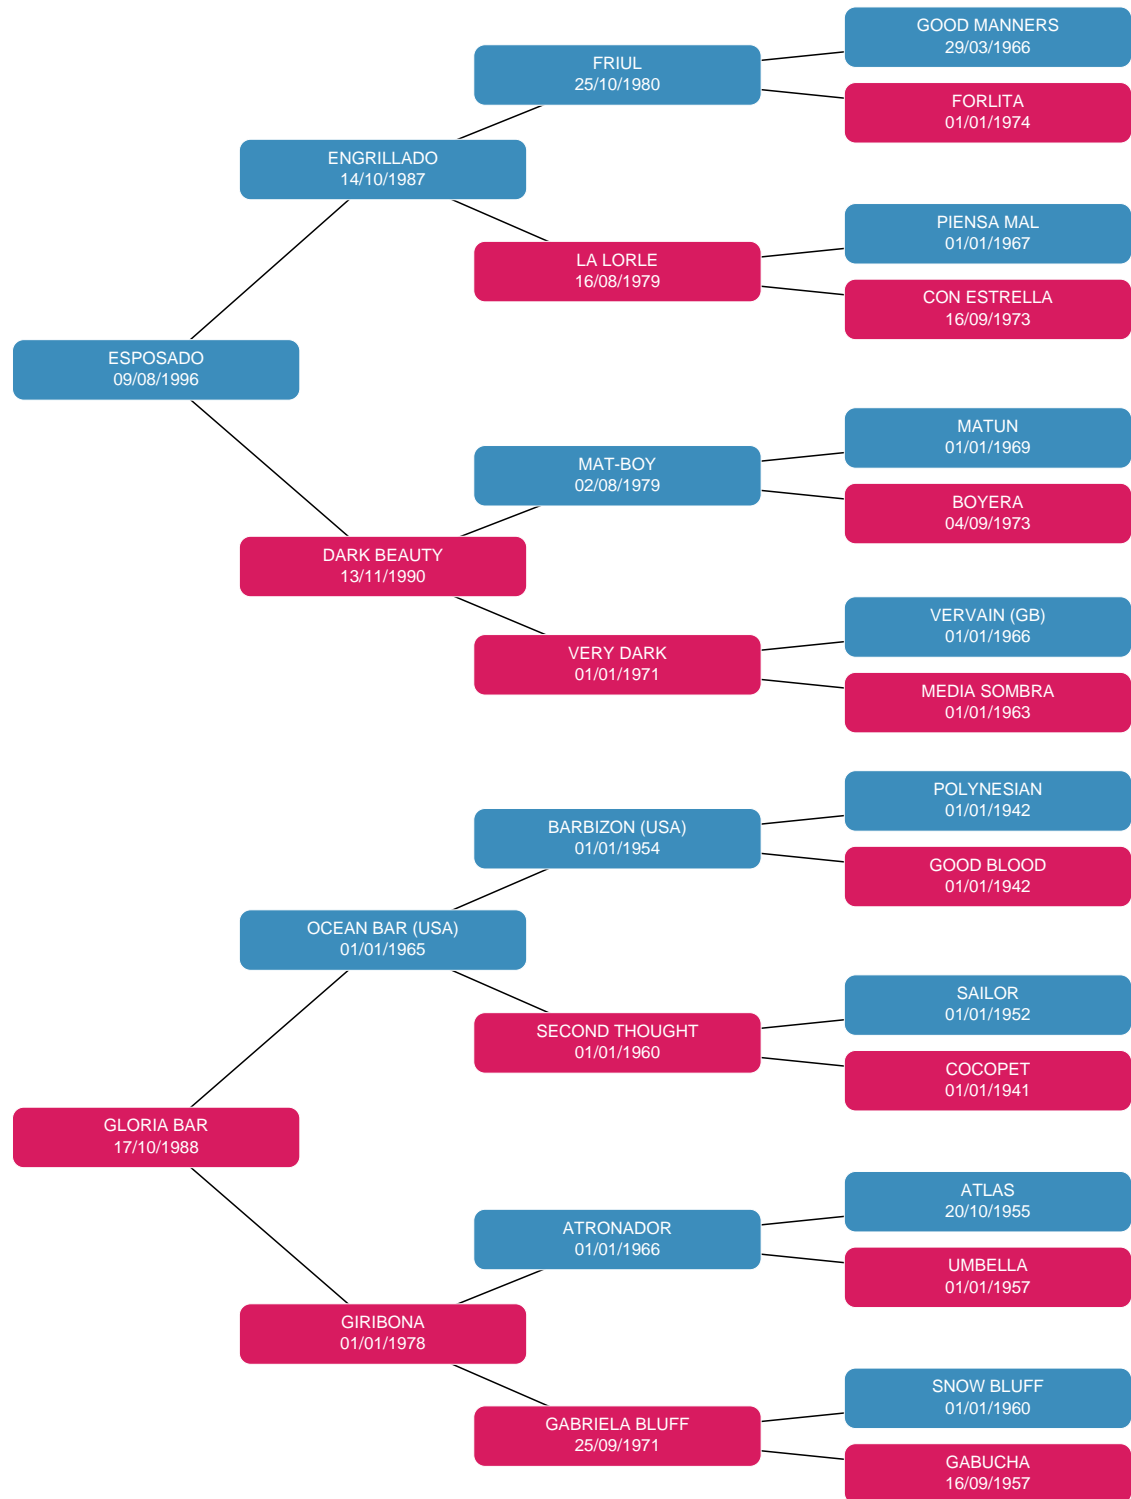 GOOD MANNERS
29/03/1966
FRIUL
25/10/1980
FORLITA
01/01/1974
ENGRILLADO
14/10/1987
PIENSA MAL
01/01/1967
LA LORLE
16/08/1979
CON ESTRELLA
16/09/1973
ESPOSADO
09/08/1996
MATUN
01/01/1969
MAT-BOY
02/08/1979
BOYERA
04/09/1973
DARK BEAUTY
13/11/1990
VERVAIN (GB)
01/01/1966
VERY DARK
01/01/1971
MEDIA SOMBRA
01/01/1963
POLYNESIAN
01/01/1942
BARBIZON (USA)
01/01/1954
GOOD BLOOD
01/01/1942
OCEAN BAR (USA)
01/01/1965
SAILOR
01/01/1952
SECOND THOUGHT
01/01/1960
COCOPET
01/01/1941
GLORIA BAR
17/10/1988
ATLAS
20/10/1955
ATRONADOR
01/01/1966
UMBELLA
01/01/1957
GIRIBONA
01/01/1978
SNOW BLUFF
01/01/1960
GABRIELA BLUFF
25/09/1971
GABUCHA
16/09/1957